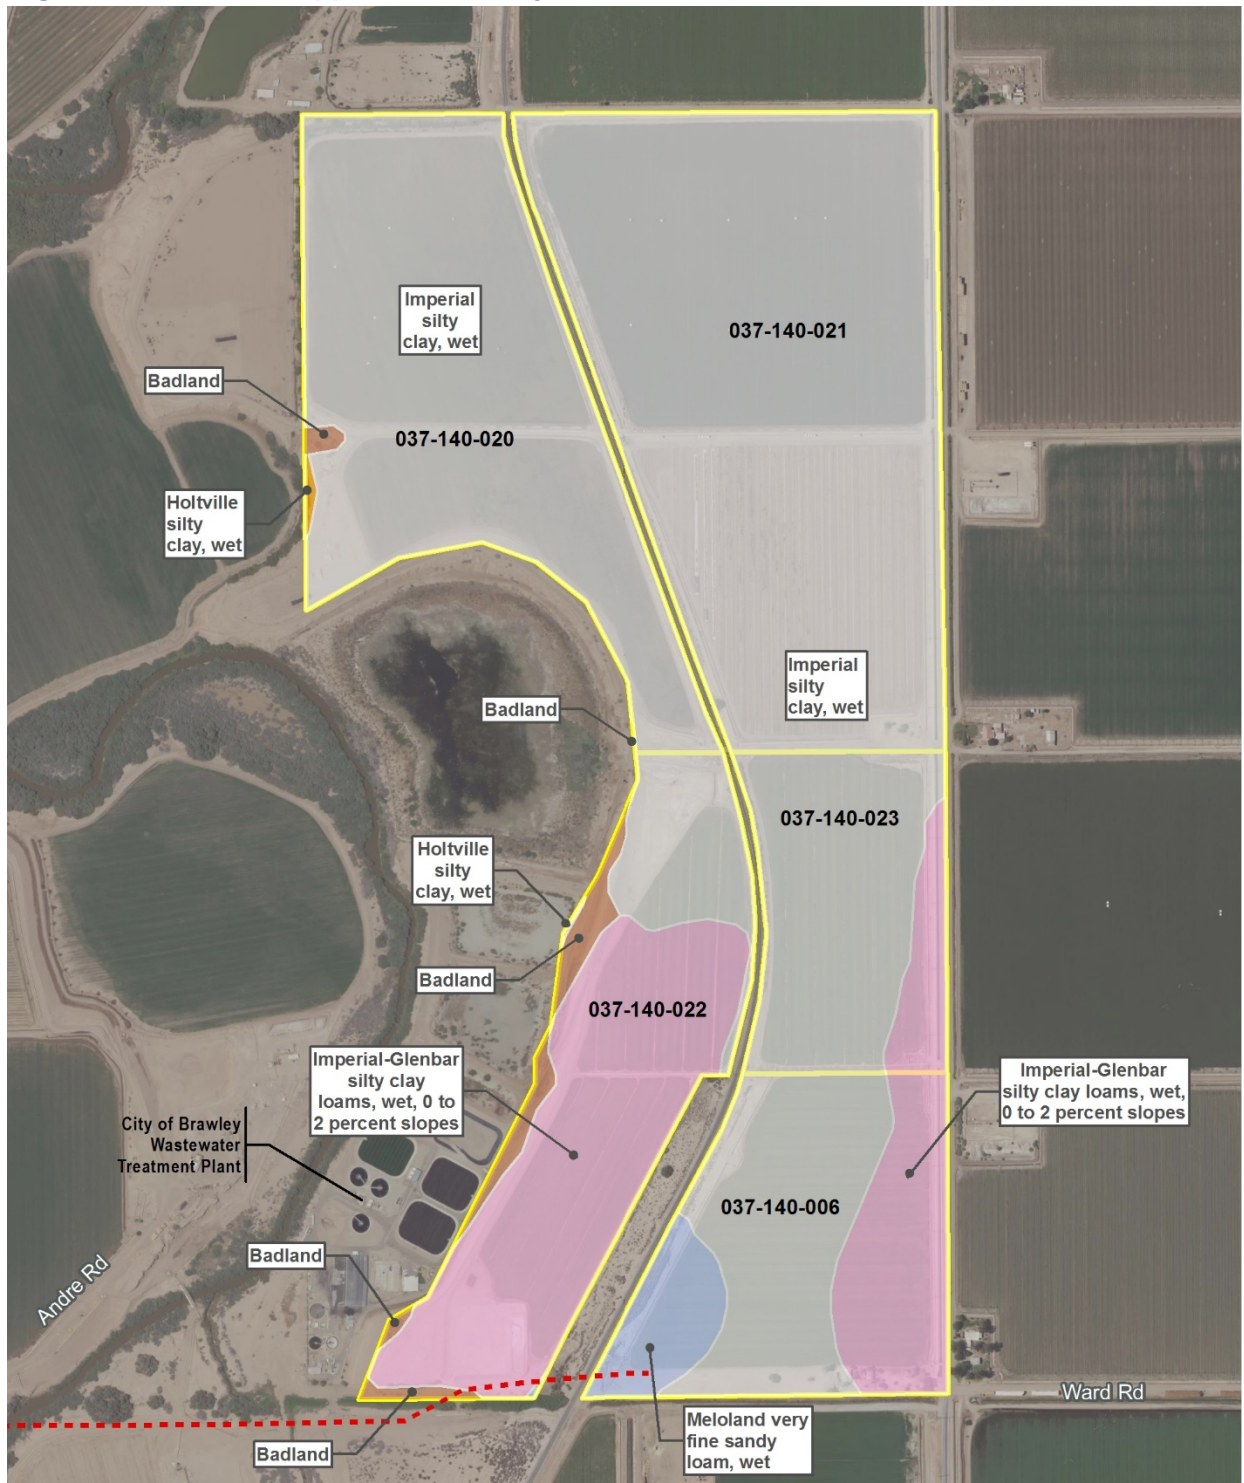 Imperial
silty
clay, wet
037-140-021
Badland
037-140-020
Holtville
silty
clay, wet
Imperial
silty
clay, wet
Badland
037-140-023
Holtville
silty
clay, wet
Badland
037-140-022
Imperial-Glenbar
silty clay
loams, wet, 0 to
2 percent slopes
Imperial-Glenbar
silty clay loams, wet,
0 to 2 percent slopes
City of Brawley
Wastewater
Treatment Plant
037-140-006
Badland
Andre Rd
Ward Rd
Meloland very
fine sandy
loam, wet
Badland